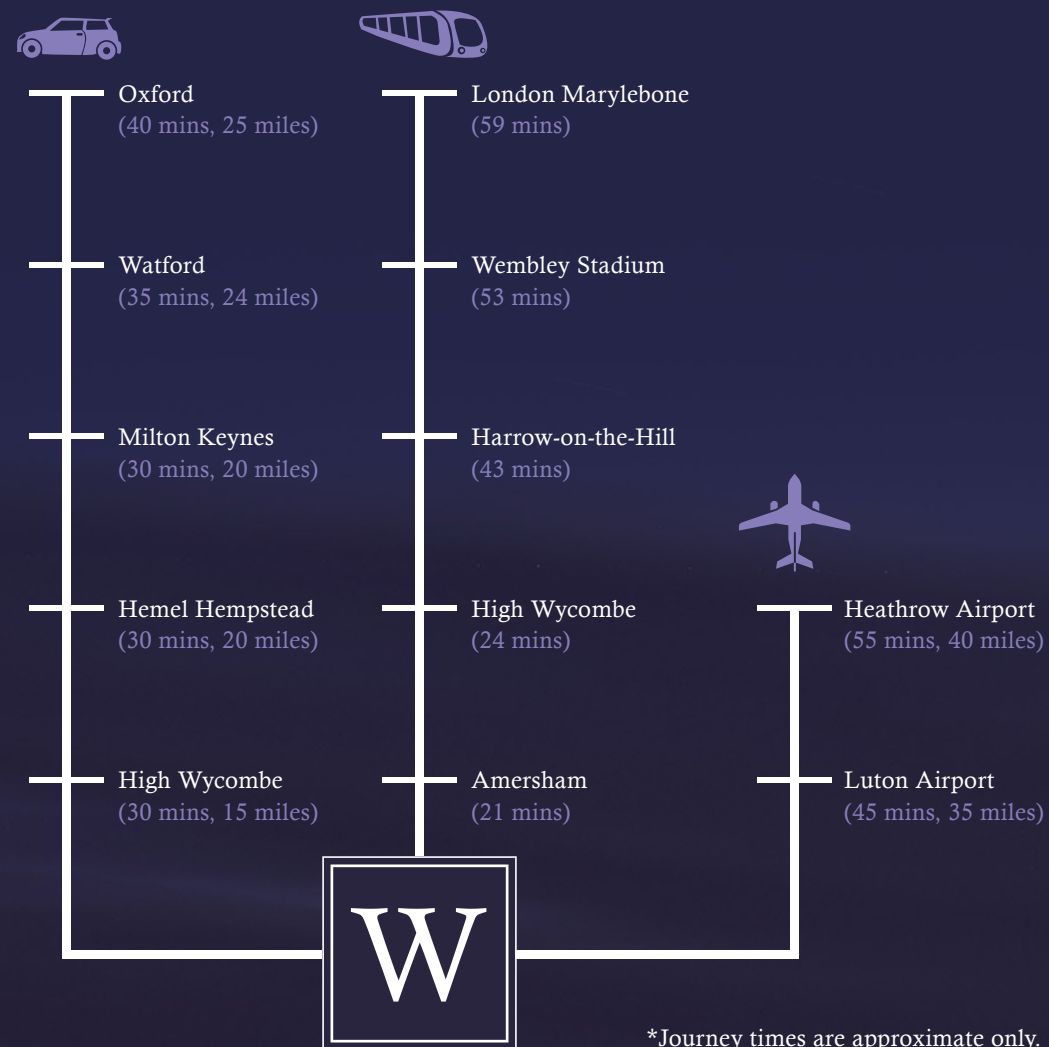 Oxford
(40 mins, 25 miles)
Watford
(35 mins, 24 miles)
Milton Keynes
(30 mins, 20 miles)
Hemel Hempstead
(30 mins, 20 miles)
High Wycombe
(30 mins, 15 miles)
London Marylebone
(59 mins)
Wembley Stadium
(53 mins)
Harrow-on-the-Hill
(43 mins)
High Wycombe
(24 mins)
Amersham
(21 mins)
Heathrow Airport
(55 mins, 40 miles)
Luton Airport
(45 mins, 35 miles)
W
*Journey times are approximate only.